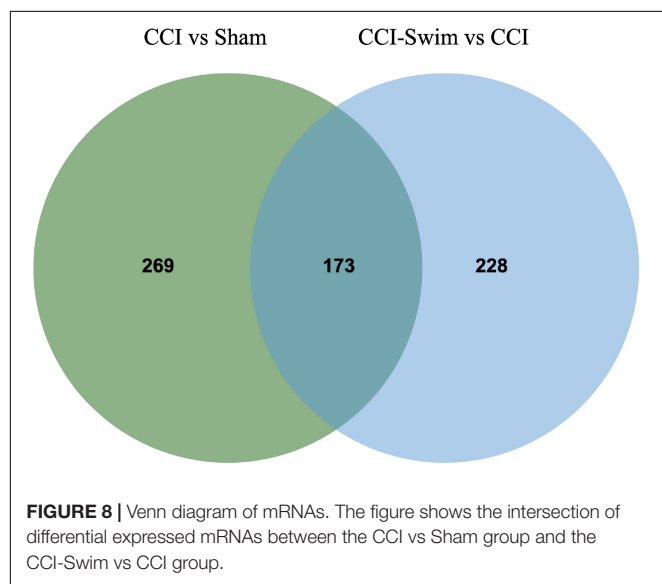 CCI vs Sham
CCI-Swim vs CCI
269
173
228
FIGURE 8 | Venn diagram of mRNAs. The figure shows the intersection of
differential expressed mRNAs between the CCI vs Sham group and the
CCI-Swim vs CCI group.